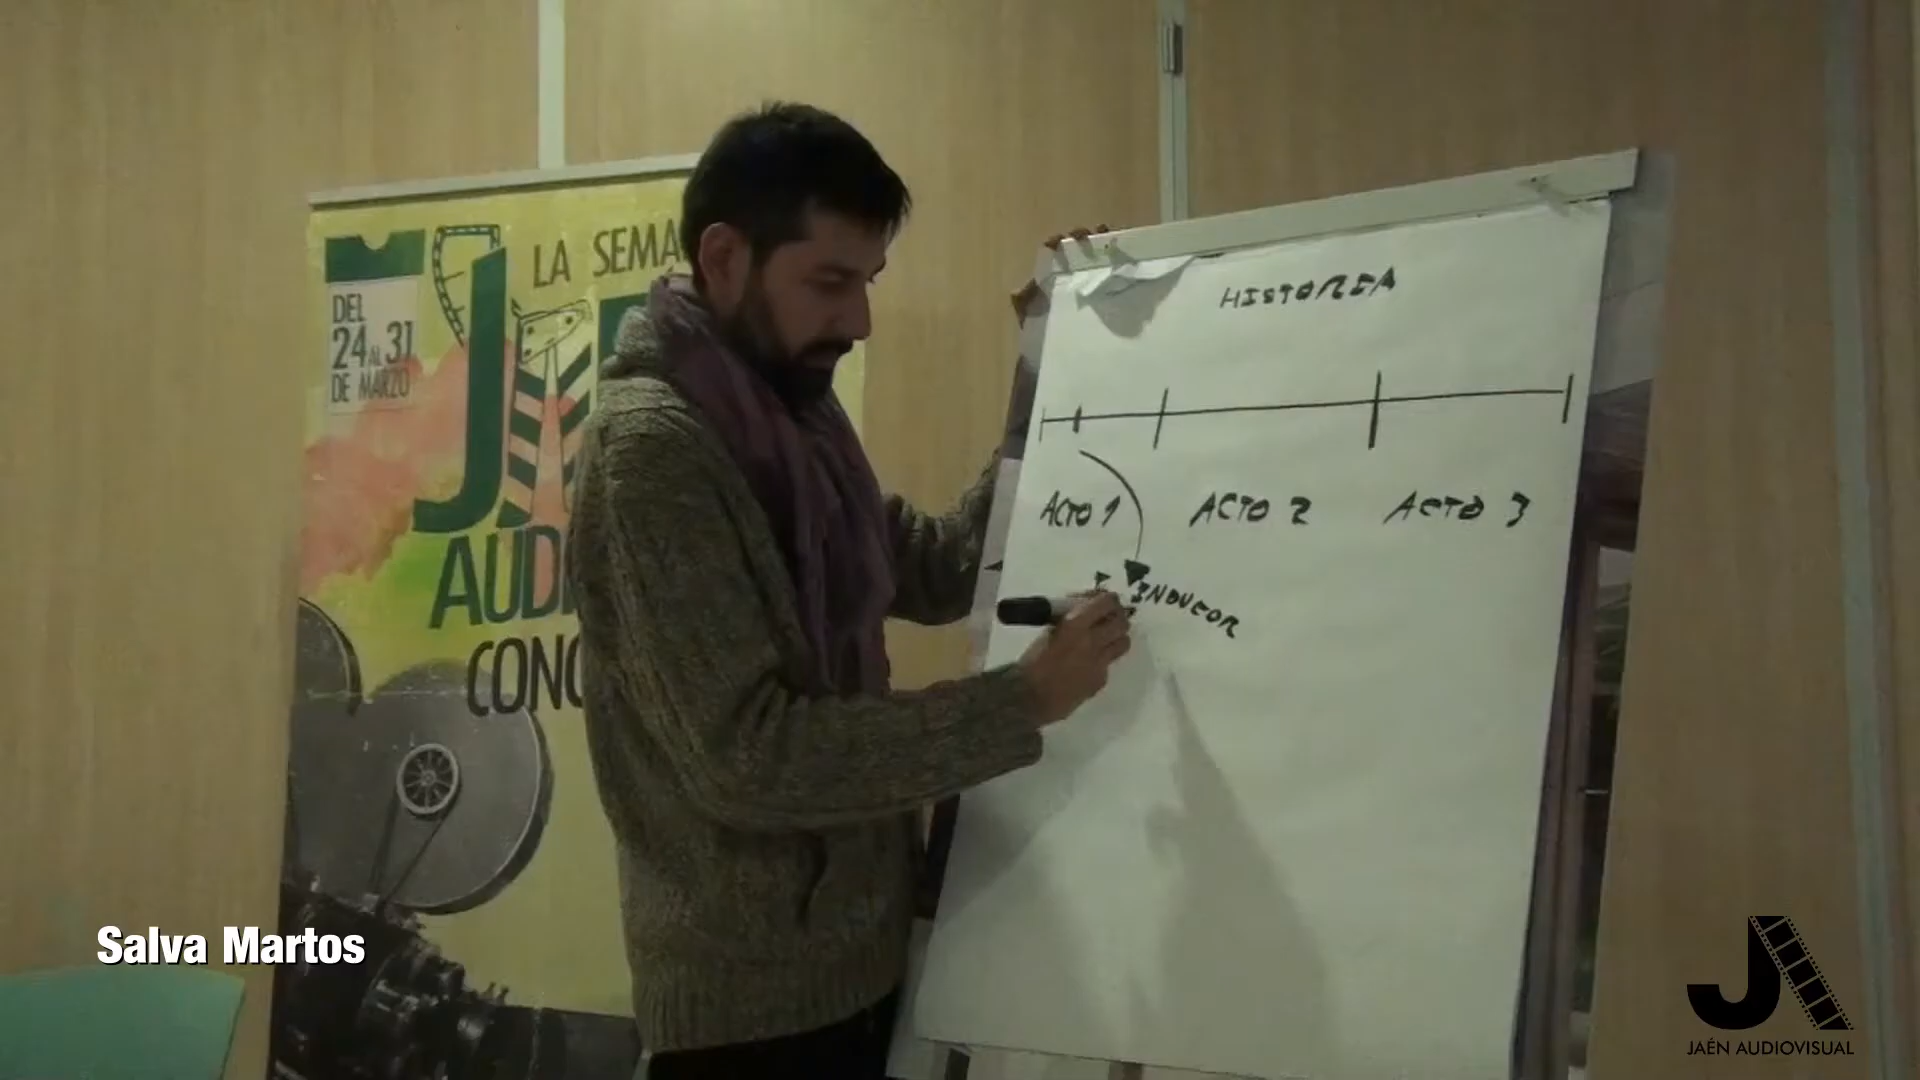 LA SEMA
DEL
24 AL 31
DE MARZO
J
AUDI
CONC
HISTORIA
ACTO 1
ACTO 2
ACTO 3
Salva Martos
JAÉN AUDIOVISUAL